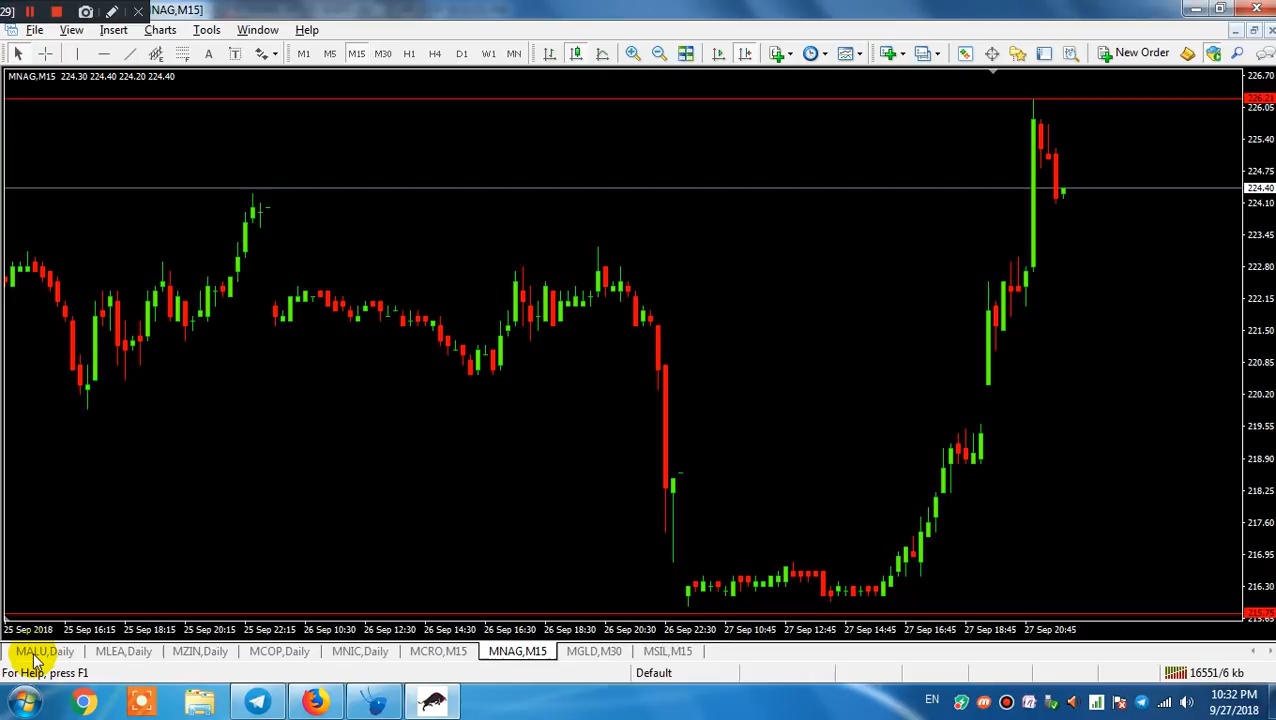 29] MNAG,M15]
File View Insert Charts Tools Window Help
A T M1 M5 M15 M30 H1 H4 D1 W1 MN New Order
MNAG,M15 224.30 224.40 224.20 224.40
226.70
226.21
226.05
225.40
224.75
224.40
224.10
223.45
222.80
222.15
221.50
220.85
220.20
219.55
218.90
218.25
217.60
216.95
216.30
215.75
215.65
25 Sep 2018 25 Sep 16:15 25 Sep 18:15 25 Sep 20:15 25 Sep 22:15 26 Sep 10:30 26 Sep 12:30 26 Sep 14:30 26 Sep 16:30 26 Sep 18:30 26 Sep 20:30 26 Sep 22:30 27 Sep 10:45 27 Sep 12:45 27 Sep 14:45 27 Sep 16:45 27 Sep 18:45 27 Sep 20:45
MALU,Daily MLEA,Daily MZIN,Daily MCOP,Daily MNIC,Daily MCRO,M15 MNAG,M15 MGLD,M30 MSIL,M15
For Help, press F1 Default 16551/6 kb
EN 10:32 PM
9/27/2018